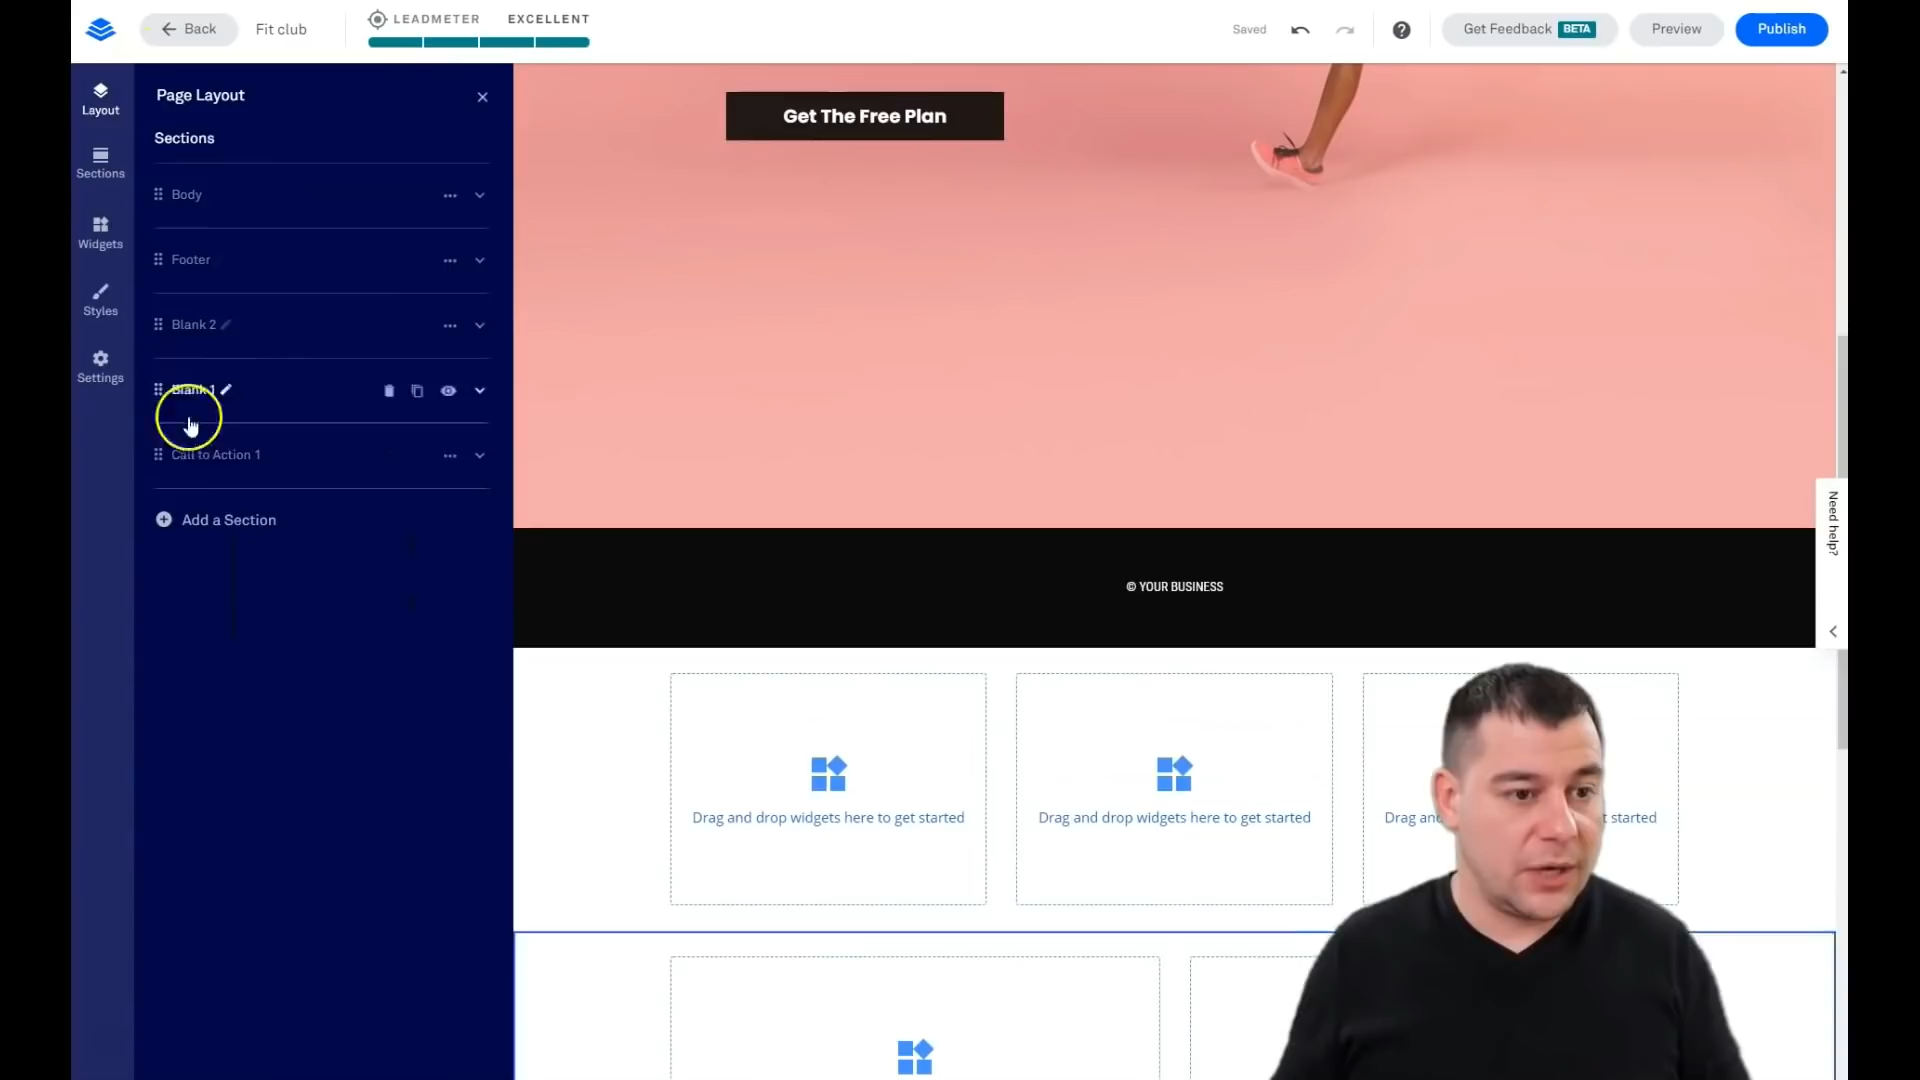 Back
Fit club
LEADMETER EXCELLENT
Saved
Get Feedback BETA
Preview
Publish
Layout
Sections
Widgets
Styles
Settings
Page Layout
Sections
Body
Footer
Blank 2
Blank 1
Call to Action 1
Add a Section
Get The Free Plan
© YOUR BUSINESS
Need help?
Drag and drop widgets here to get started
Drag and drop widgets here to get started
Drag and started